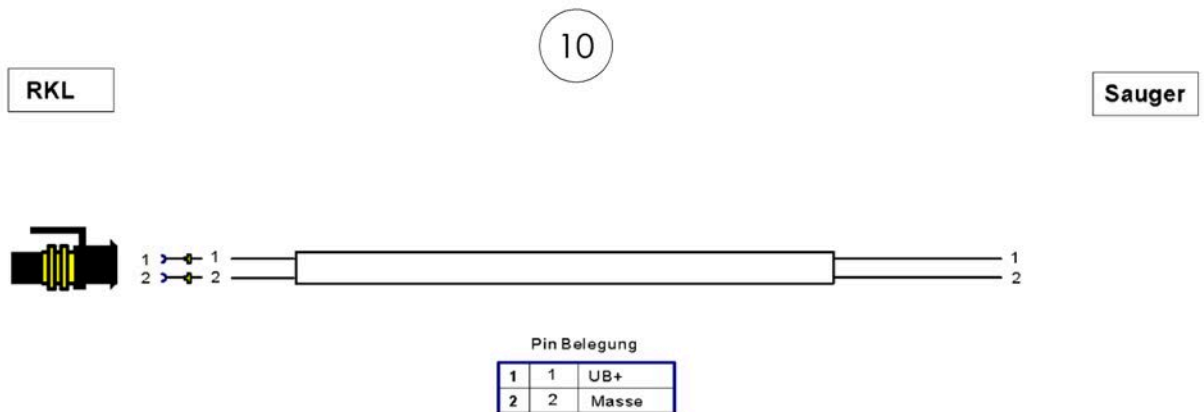 10
RKL
Sauger
1 1 1
2 2 2
Pin Belegung
1 1 UB+
2 2 Masse